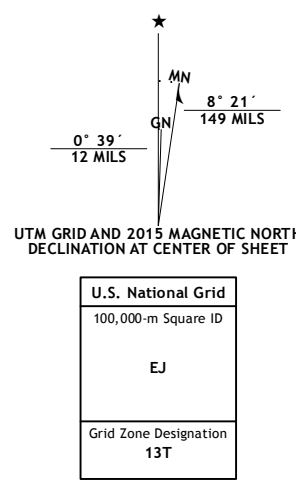 ★
MN
8° 21´
149 MILS
GN
0° 39´
12 MILS
UTM GRID AND 2015 MAGNETIC NORTH
DECLINATION AT CENTER OF SHEET
U.S. National Grid
100,000-m Square ID
EJ
Grid Zone Designation
13T